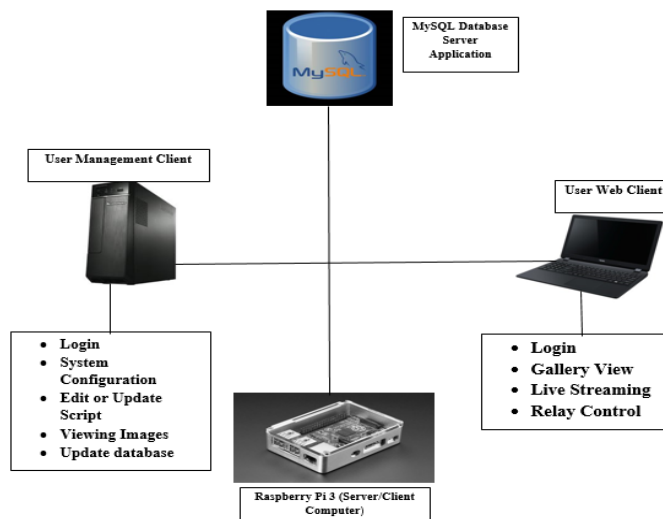 MySQL Database
Server
Application
MySQL
User Management Client
User Web Client
• Login
• System
Configuration
• Edit or Update
Script
• Viewing Images
• Update database
• Login
• Gallery View
• Live Streaming
• Relay Control
Raspberry Pi 3 (Server/Client
Computer)